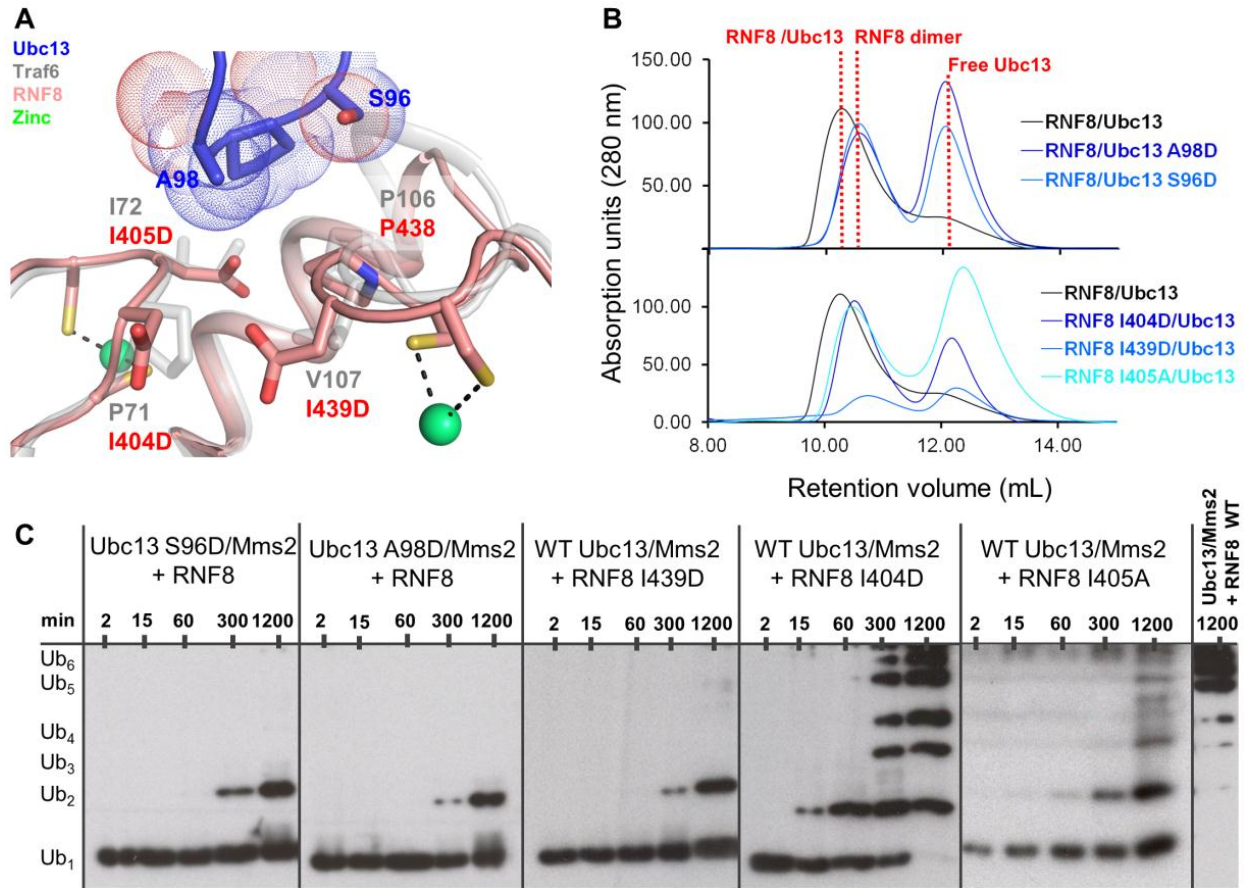 A
Ubc13
Traf6
RNF8
Zinc
S96
A98
I72
I405D
P106
P438
V107
I439D
P71
I404D
B
RNF8 /Ubc13
RNF8 dimer
Free Ubc13
150.00
100.00
50.00
RNF8/Ubc13
RNF8/Ubc13 A98D
RNF8/Ubc13 S96D
100.00
50.00
0.00
RNF8/Ubc13
RNF8 I404D/Ubc13
RNF8 I439D/Ubc13
RNF8 I405A/Ubc13
8.00 10.00 12.00 14.00
Absorption units (280 nm)
Retention volume (mL)
C
Ubc13 S96D/Mms2
+ RNF8
Ubc13 A98D/Mms2
+ RNF8
WT Ubc13/Mms2
+ RNF8 I439D
WT Ubc13/Mms2
+ RNF8 I404D
WT Ubc13/Mms2
+ RNF8 I405A
Ubc13/Mms2
+ RNF8 WT
min 2 15 60 300 1200 2 15 60 300 1200 2 15 60 300 1200 2 15 60 300 1200 2 15 60 300 1200 1200
Ub6
Ub5
Ub4
Ub3
Ub2
Ub1